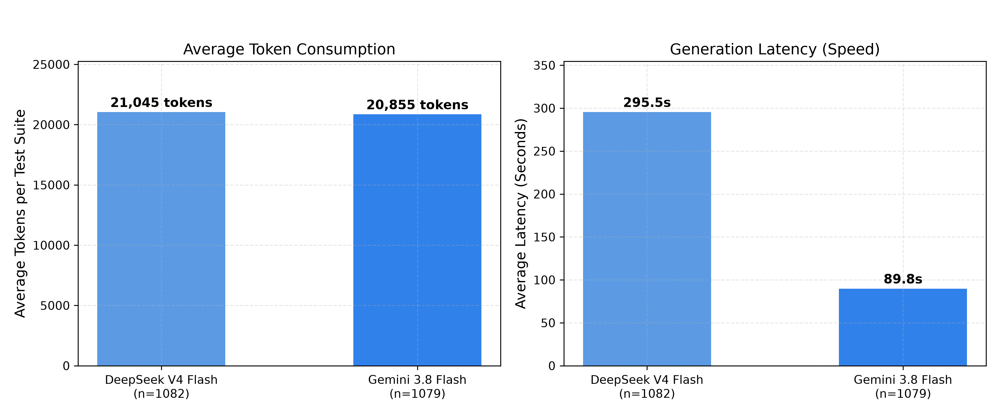 Average Token Consumption
25000
20000
15000
10000
5000
0
Average Tokens per Test Suite
21,045 tokens
20,855 tokens
DeepSeek V4 Flash
(n=1082)
Gemini 3.8 Flash
(n=1079)
Generation Latency (Speed)
350
300
250
200
150
100
50
0
Average Latency (Seconds)
295.5s
89.8s
DeepSeek V4 Flash
(n=1082)
Gemini 3.8 Flash
(n=1079)